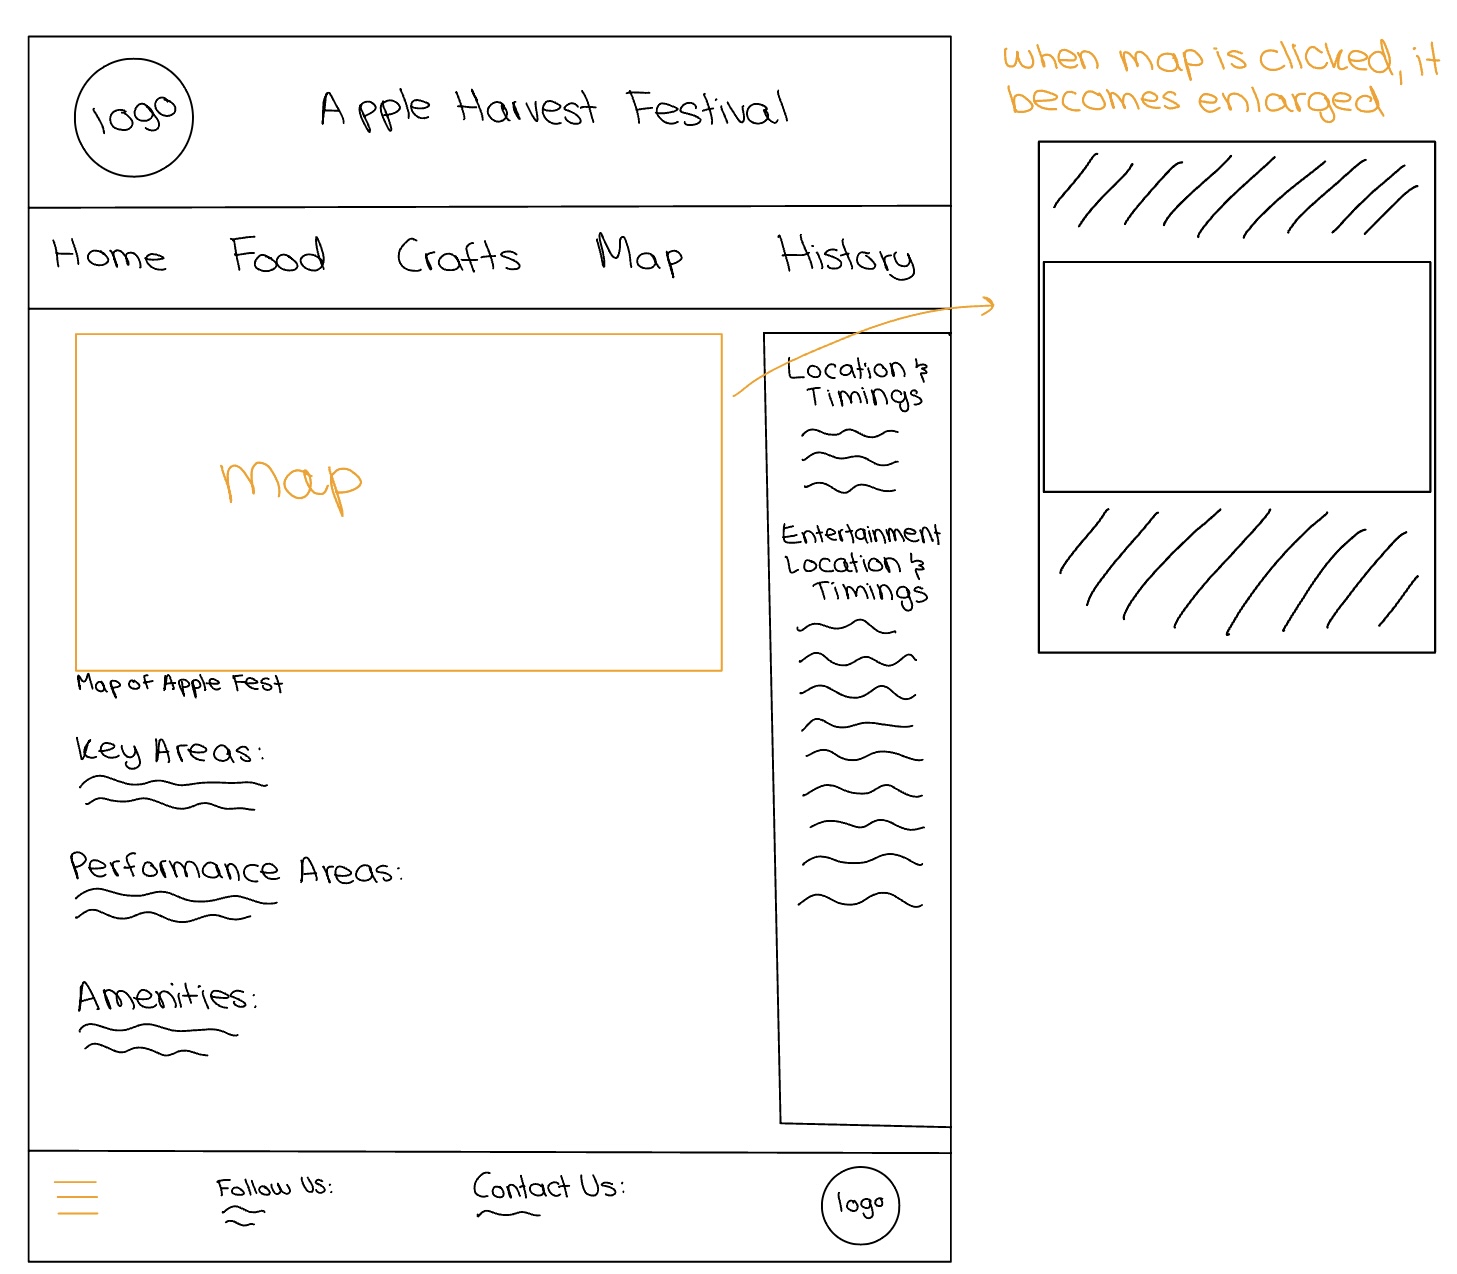 logo
Apple Harvest Festival
Home Food Crafts Map History
map
Map of Apple Fest
Key Areas:
Performance Areas:
Amenities:
Location &
Timings
Entertainment
Location &
Timings
Follow Us:
Contact Us:
logo
when map is clicked, it
becomes enlarged